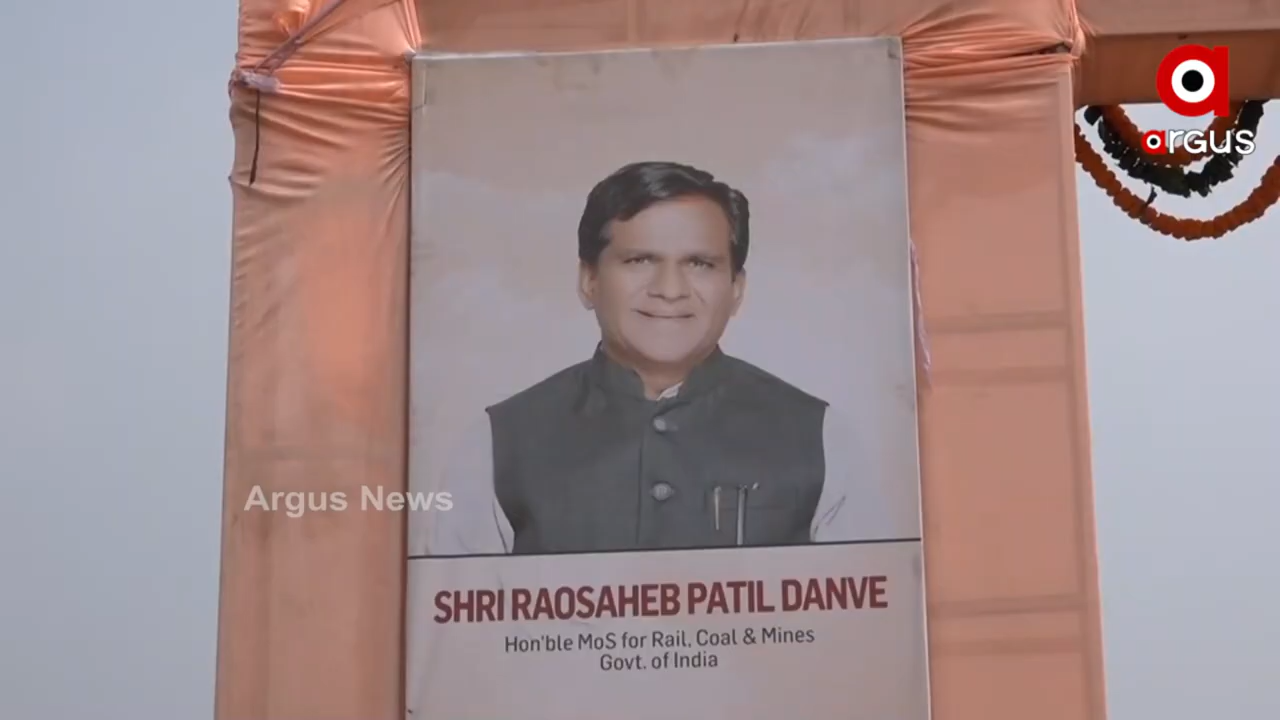 argus
Argus News
SHRI RAOSAHEB PATIL DANVE
Hon'ble MoS for Rail, Coal & Mines
Govt. of India